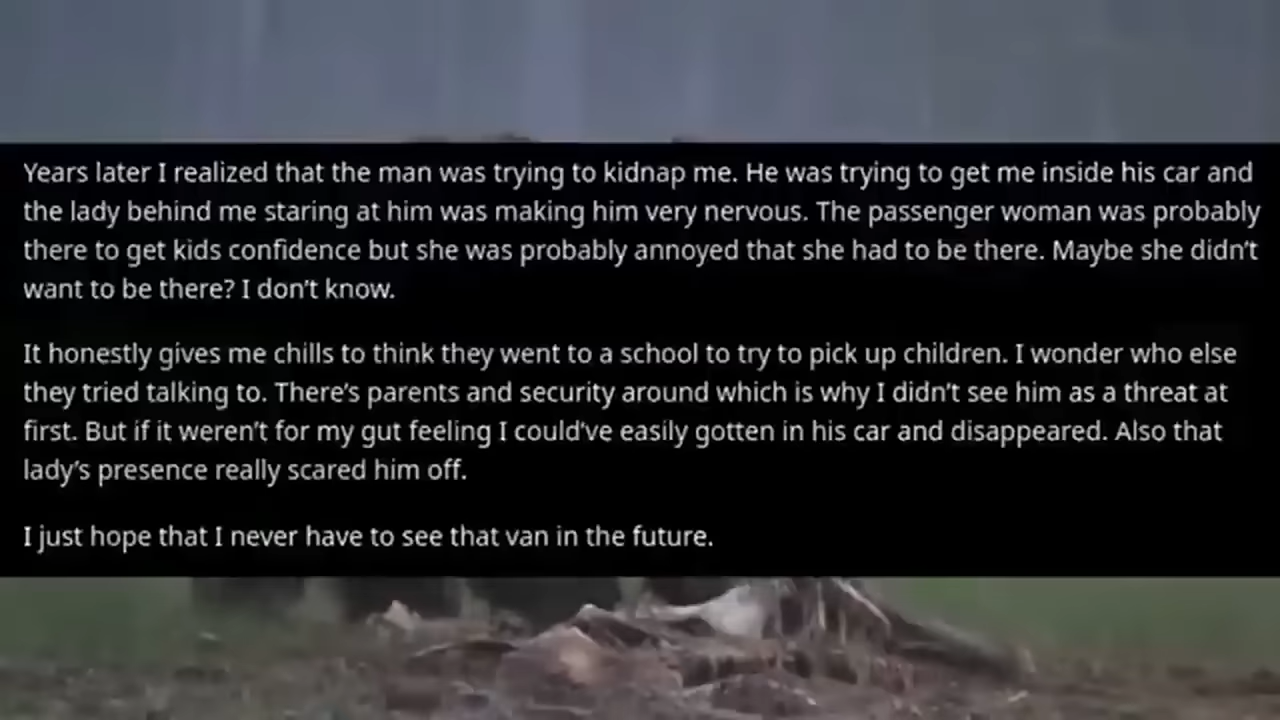 Years later I realized that the man was trying to kidnap me. He was trying to get me inside his car and
the lady behind me staring at him was making him very nervous. The passenger woman was probably
there to get kids confidence but she was probably annoyed that she had to be there. Maybe she didn't
want to be there? I don't know.
It honestly gives me chills to think they went to a school to try to pick up children. I wonder who else
they tried talking to. There's parents and security around which is why I didn't see him as a threat at
first. But if it weren't for my gut feeling I could've easily gotten in his car and disappeared. Also that
lady's presence really scared him off.
I just hope that I never have to see that van in the future.